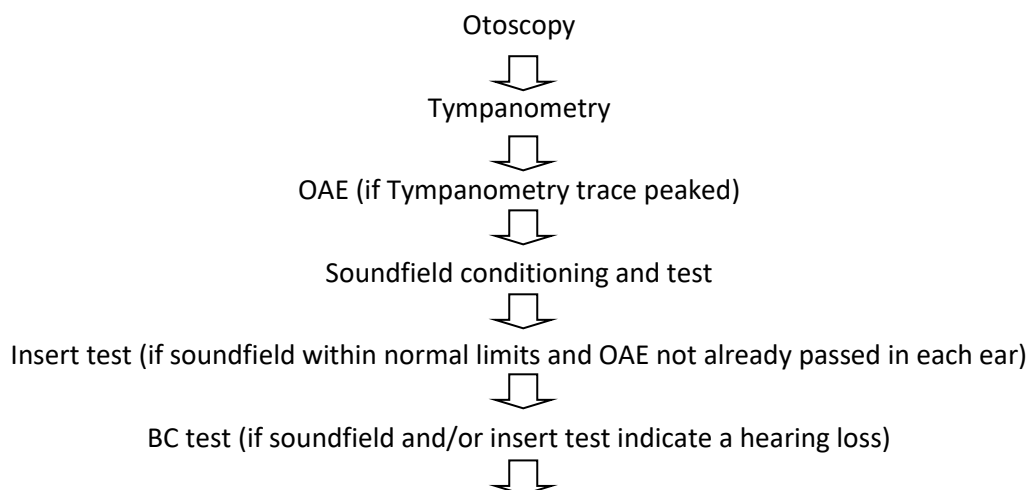 Otoscopy
Tympanometry
OAE (if Tympanometry trace peaked)
Soundfield conditioning and test
Insert test (if soundfield within normal limits and OAE not already passed in each ear)
BC test (if soundfield and/or insert test indicate a hearing loss)